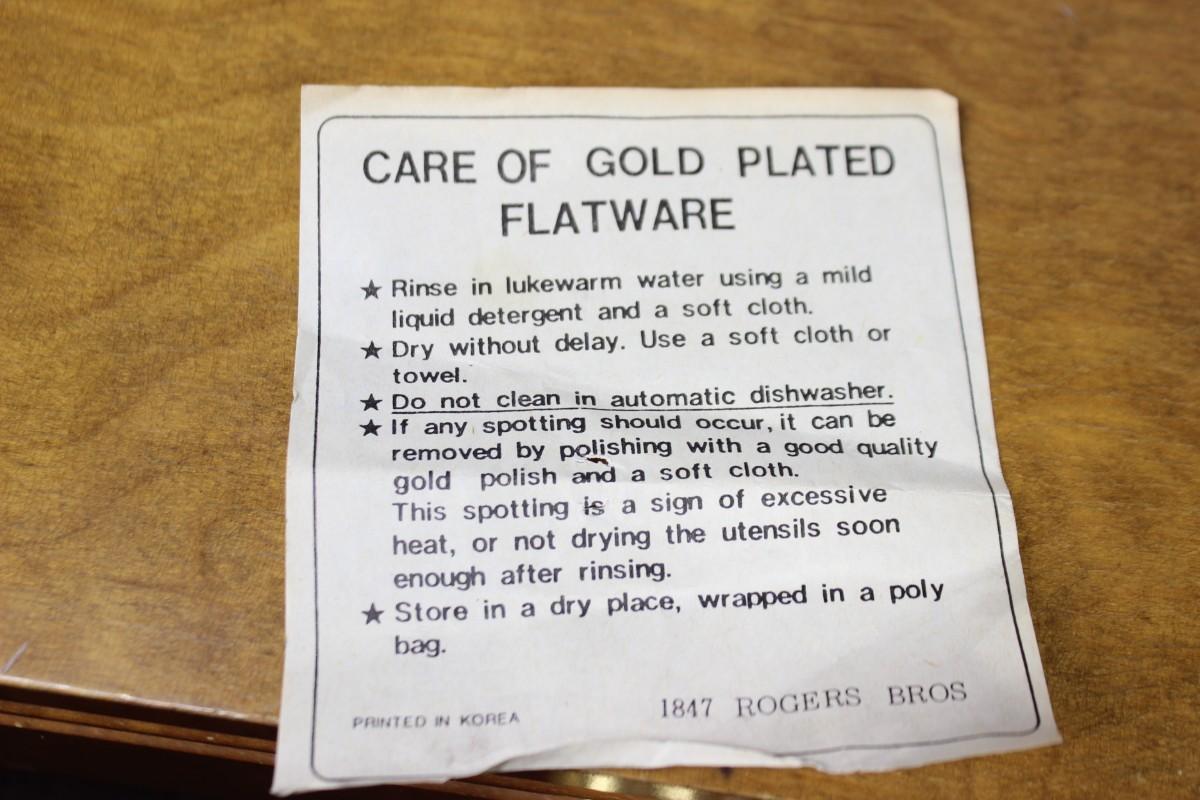 CARE OF GOLD PLATED
FLATWARE
★ Rinse in lukewarm water using a mild
liquid detergent and a soft cloth.
★ Dry without delay. Use a soft cloth or
towel.
★ Do not clean in automatic dishwasher.
★ If any spotting should occur, it can be
removed by polishing with a good quality
gold polish and a soft cloth.
This spotting is a sign of excessive
heat, or not drying the utensils soon
enough after rinsing.
★ Store in a dry place, wrapped in a poly
bag.
PRINTED IN KOREA 1847 ROGERS BROS